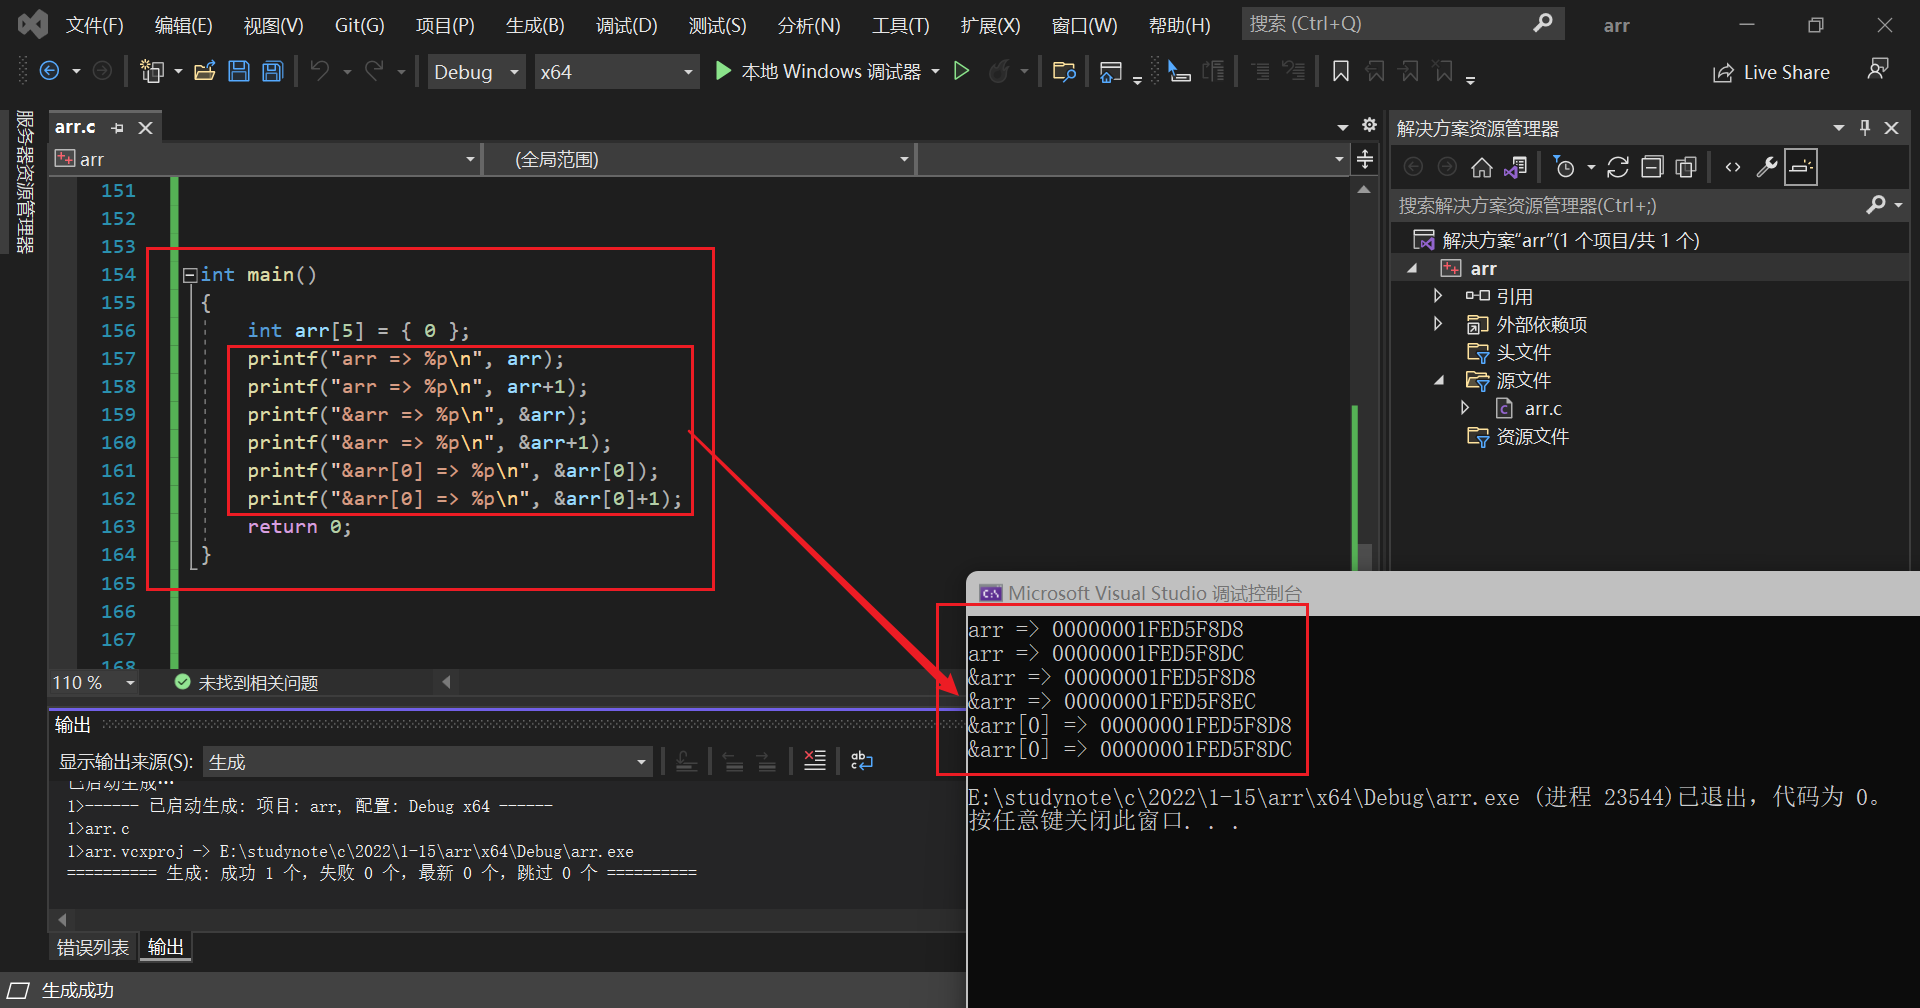 文件(F) 编辑(E) 视图(V) Git(G) 项目(P) 生成(B) 调试(D) 测试(S) 分析(N) 工具(T) 扩展(X) 窗口(W) 帮助(H) 搜索 (Ctrl+Q) arr
Debug x64 本地 Windows 调试器 Live Share
服务器资源管理器
arr.c
arr (全局范围)
151
152
153
154 int main()
155 {
156 int arr[5] = { 0 };
157 printf("arr => %p\n", arr);
158 printf("arr => %p\n", arr+1);
159 printf("&arr => %p\n", &arr);
160 printf("&arr => %p\n", &arr+1);
161 printf("&arr[0] => %p\n", &arr[0]);
162 printf("&arr[0] => %p\n", &arr[0]+1);
163 return 0;
164 }
165
166
167
168
110 % 未找到相关问题
输出
显示输出来源(S): 生成
已启动生成…
1>------ 已启动生成: 项目: arr, 配置: Debug x64 ------
1>arr.c
1>arr.vcxproj -> E:\studynote\c\2022\1-15\arr\x64\Debug\arr.exe
========== 生成: 成功 1 个，失败 0 个，最新 0 个，跳过 0 个 ==========
错误列表 输出
生成成功
解决方案资源管理器
搜索解决方案资源管理器(Ctrl+;)
解决方案“arr”(1 个项目/共 1 个)
arr
引用
外部依赖项
头文件
源文件
arr.c
资源文件
Microsoft Visual Studio 调试控制台
arr => 00000001FED5F8D8
arr => 00000001FED5F8DC
&arr => 00000001FED5F8D8
&arr => 00000001FED5F8EC
&arr[0] => 00000001FED5F8D8
&arr[0] => 00000001FED5F8DC
E:\studynote\c\2022\1-15\arr\x64\Debug\arr.exe (进程 23544)已退出，代码为 0。
按任意键关闭此窗口. . .